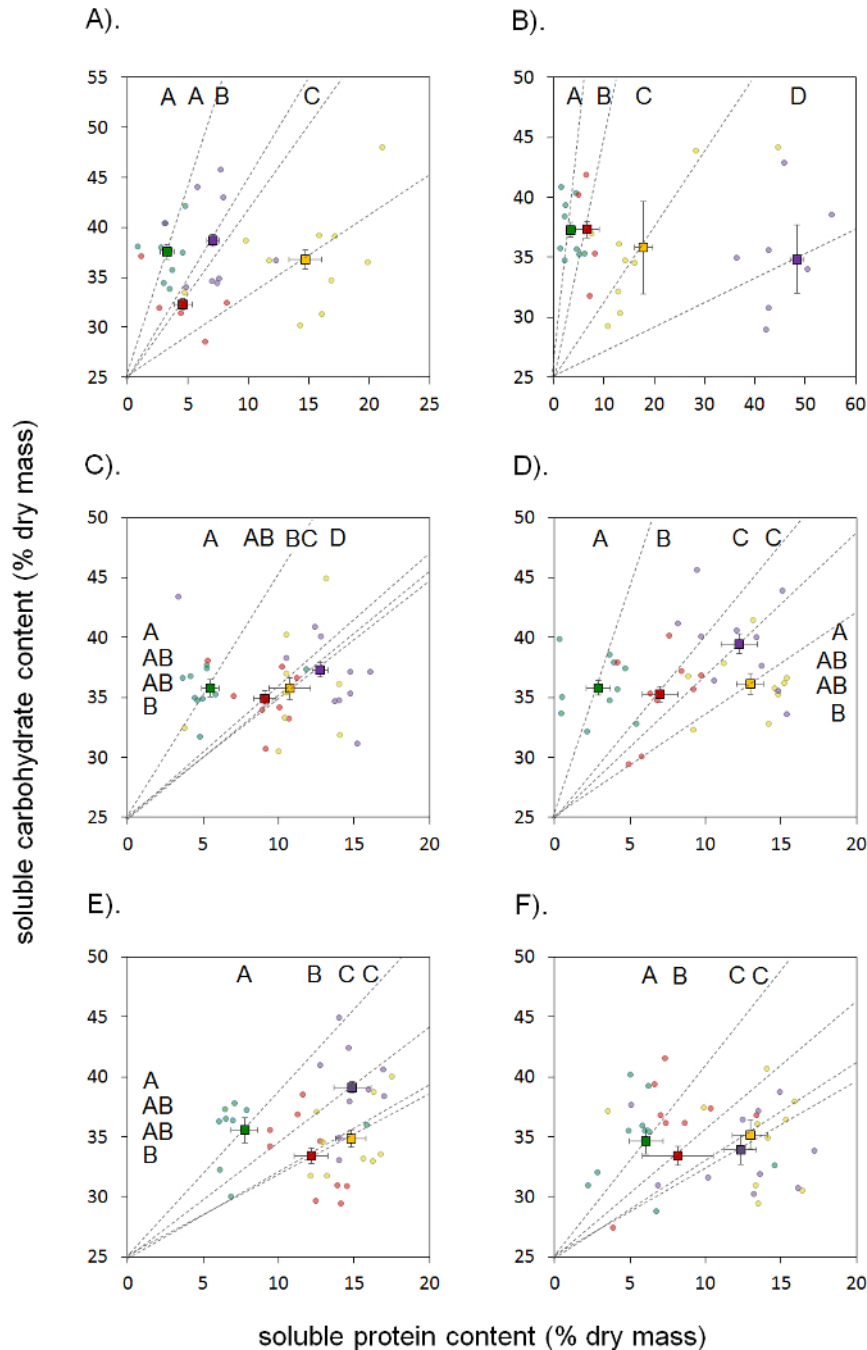 A).
B).
55
50
45
40
35
30
25
A A B C
0 5 10 15 20 25
50
45
40
35
30
25
A B C D
0 10 20 30 40 50 60
soluble carbohydrate content (% dry mass)
C).
D).
50
45
40
35
30
25
A AB BC D
A
AB
AB
B
0 5 10 15 20
50
45
40
35
30
25
A B C C
A
AB
AB
B
0 5 10 15 20
E).
F).
50
45
40
35
30
25
A B C C
A
AB
AB
B
0 5 10 15 20
50
45
40
35
30
25
A B C C
0 5 10 15 20
soluble protein content (% dry mass)